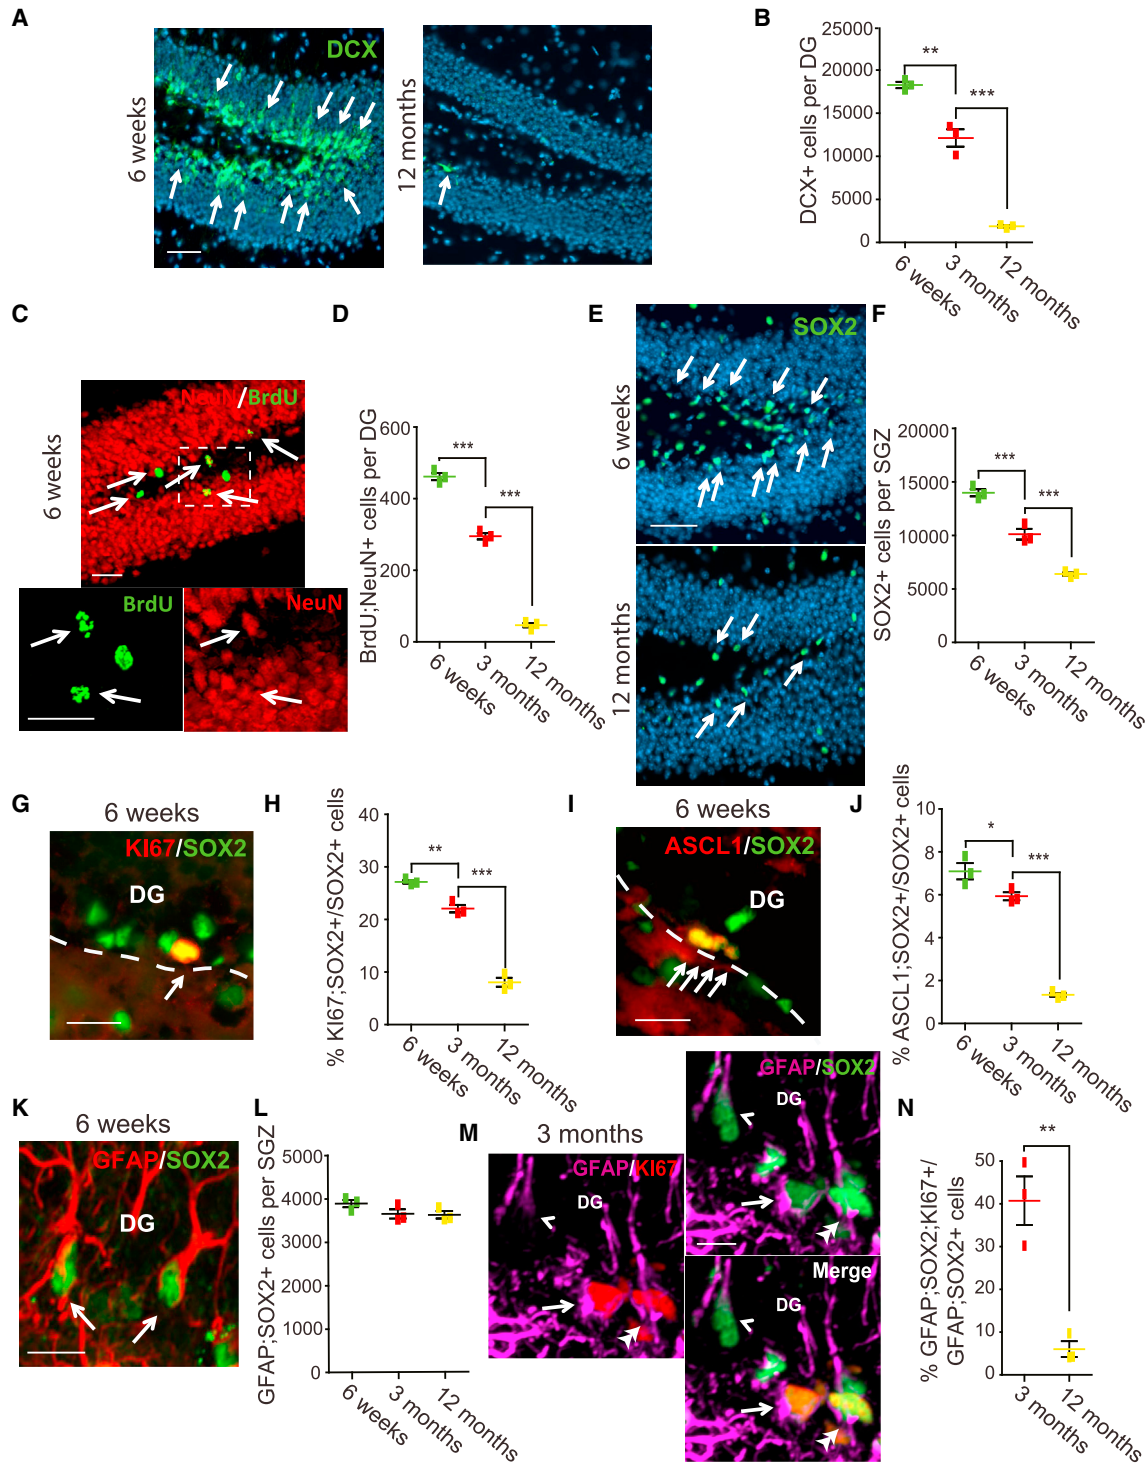 A
DCX
6 weeks
12 months
B
DCX+ cells per DG
25000
20000
15000
10000
5000
0
**
***
6 weeks
3 months
12 months
C
NeuN/BrdU
6 weeks
BrdU
NeuN
D
BrdU;NeuN+ cells per DG
600
400
200
0
***
***
6 weeks
3 months
12 months
E
SOX2
6 weeks
12 months
F
SOX2+ cells per SGZ
20000
15000
10000
5000
0
***
***
6 weeks
3 months
12 months
G
6 weeks
KI67/SOX2
DG
H
% KI67;SOX2+/SOX2+ cells
40
30
20
10
0
**
***
6 weeks
3 months
12 months
I
6 weeks
ASCL1/SOX2
DG
J
% ASCL1;SOX2+/SOX2+ cells
10
8
6
4
2
0
*
***
6 weeks
3 months
12 months
K
6 weeks
GFAP/SOX2
DG
L
GFAP;SOX2+ cells per SGZ
5000
4000
3000
2000
1000
0
6 weeks
3 months
12 months
M
3 months
GFAP/KI67
DG
GFAP/SOX2
DG
Merge
DG
N
% GFAP;SOX2;KI67+/
GFAP;SOX2+ cells
50
40
30
20
10
0
**
3 months
12 months